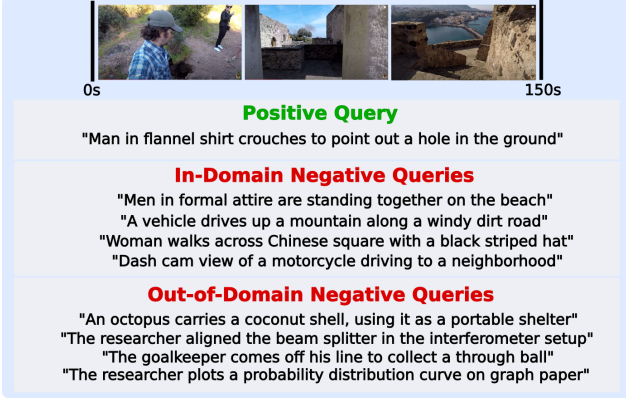 0s
150s
Positive Query
"Man in flannel shirt crouches to point out a hole in the ground"
In-Domain Negative Queries
"Men in formal attire are standing together on the beach"
"A vehicle drives up a mountain along a windy dirt road"
"Woman walks across Chinese square with a black striped hat"
"Dash cam view of a motorcycle driving to a neighborhood"
Out-of-Domain Negative Queries
"An octopus carries a coconut shell, using it as a portable shelter"
"The researcher aligned the beam splitter in the interferometer setup"
"The goalkeeper comes off his line to collect a through ball"
"The researcher plots a probability distribution curve on graph paper"